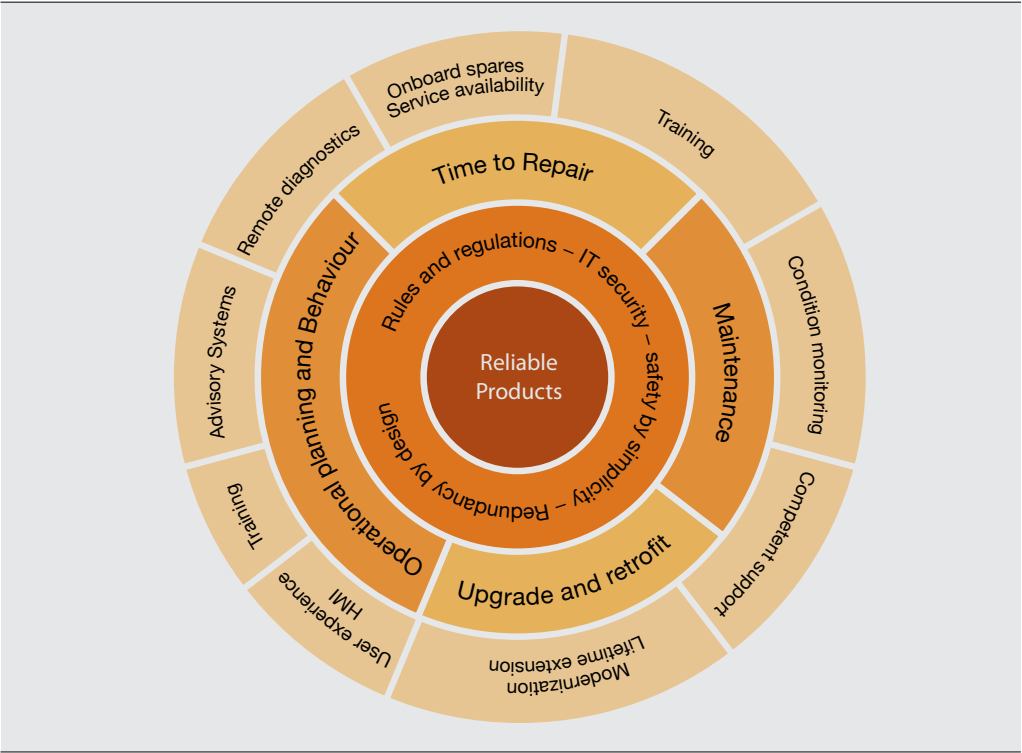 Onboard spares
Service availability
Training
Condition monitoring
Competent support
Modernization
Lifetime extension
User experience
HMI
Training
Advisory Systems
Remote diagnostics
Time to Repair
Maintenance
Upgrade and retrofit
Operational planning and Behaviour
Rules and regulations – IT security – safety by simplicity – Redundancy by design
Reliable
Products